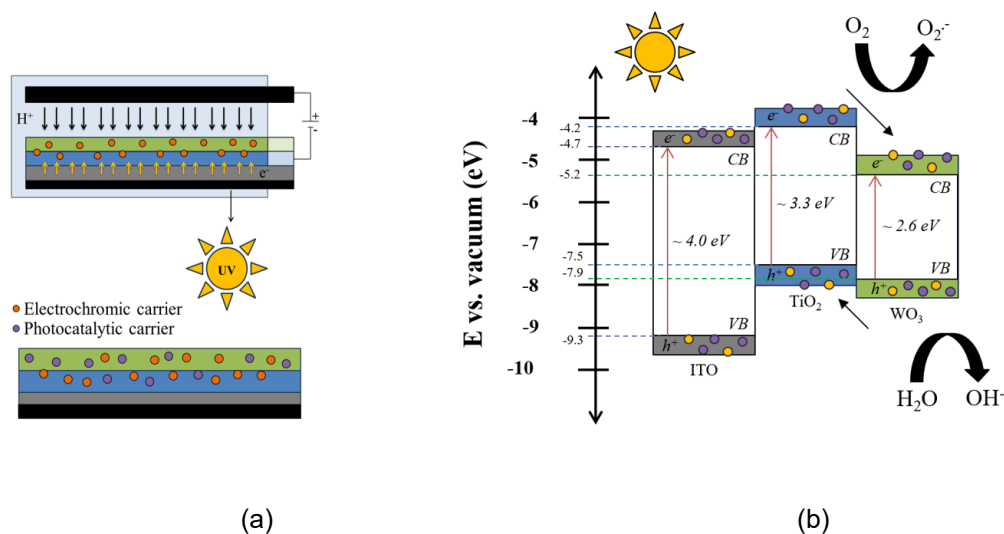 H⁺
+
-
e⁻
UV
Electrochromic carrier
Photocatalytic carrier
(a)
E vs. vacuum (eV)
-4
-5
-6
-7
-8
-9
-10
-4.2
-4.7
-5.2
-7.5
-7.9
-9.3
e⁻
CB
~ 4.0 eV
VB
h⁺
ITO
e⁻
CB
~ 3.3 eV
VB
h⁺
TiO₂
e⁻
CB
~ 2.6 eV
VB
h⁺
WO₃
O₂ O₂·⁻
H₂O OH⁻
(b)